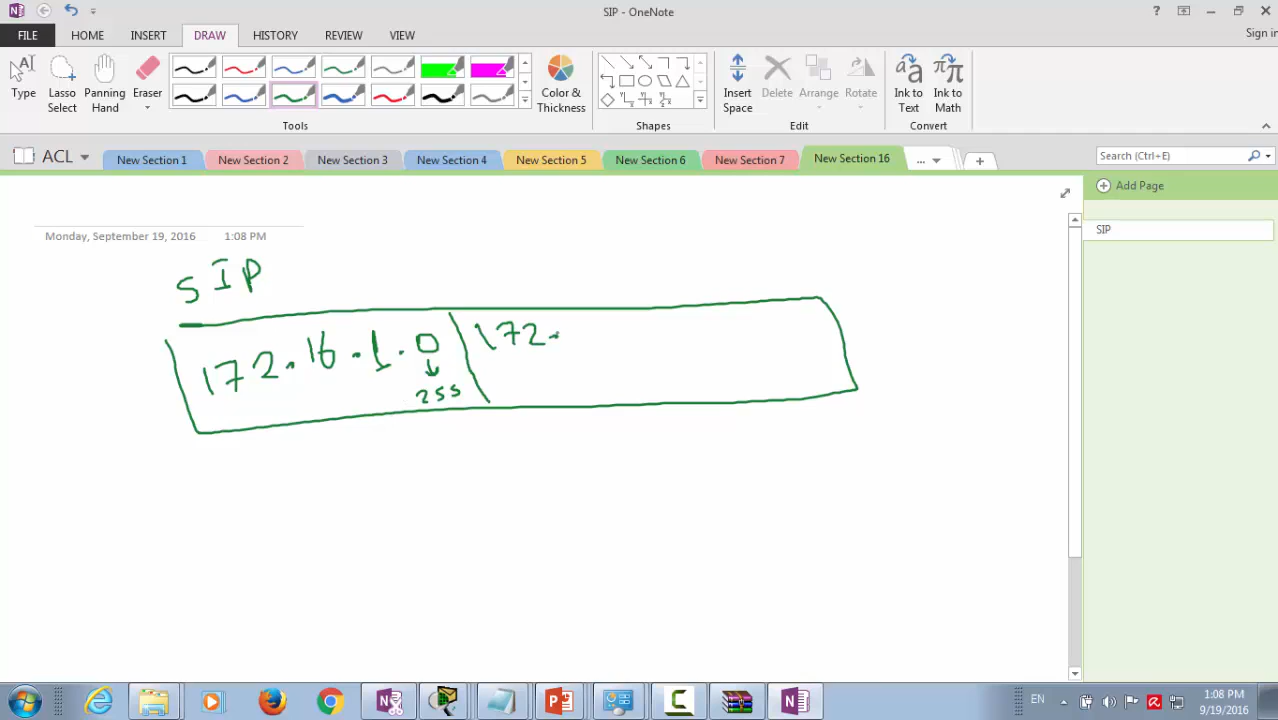 SIP - OneNote
?
Sign in
FILE HOME INSERT DRAW HISTORY REVIEW VIEW
Type
Lasso Select
Panning Hand
Eraser
Color & Thickness
Insert Space
Delete
Arrange
Rotate
Ink to Text
Ink to Math
Tools Shapes Edit Convert
ACL New Section 1 New Section 2 New Section 3 New Section 4 New Section 5 New Section 6 New Section 7 New Section 16 ... +
Search (Ctrl+E)
Add Page
SIP
Monday, September 19, 2016 1:08 PM
SIP
172.16.1.0 172.
255
EN 1:08 PM
9/19/2016